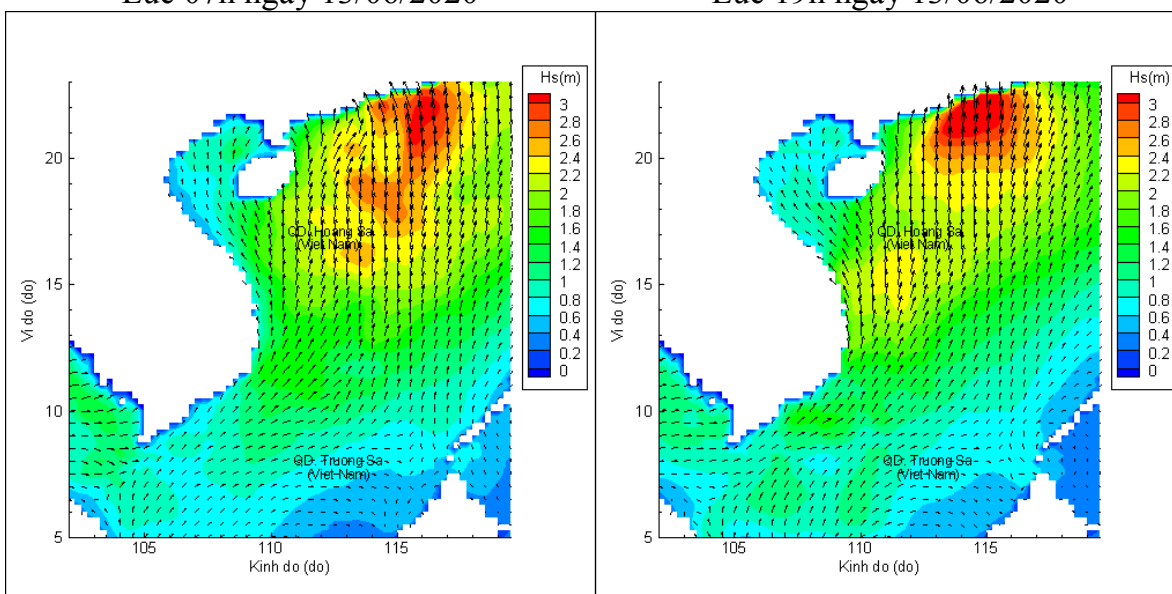 Lúc 07h ngày 13/06/2020
Lúc 19h ngày 13/06/2020
Hs(m)
3
2.8
2.6
2.4
2.2
2
1.8
1.6
1.4
1.2
1
0.8
0.6
0.4
0.2
0
20
15
10
5
Vi do (do)
QD. Hoang Sa
(Viet Nam)
QD. Truong Sa
(Viet Nam)
105
110
115
Kinh do (do)
Hs(m)
3
2.8
2.6
2.4
2.2
2
1.8
1.6
1.4
1.2
1
0.8
0.6
0.4
0.2
0
20
15
10
5
Vi do (do)
QD. Hoang Sa
(Viet Nam)
QD. Truong Sa
(Viet Nam)
105
110
115
Kinh do (do)